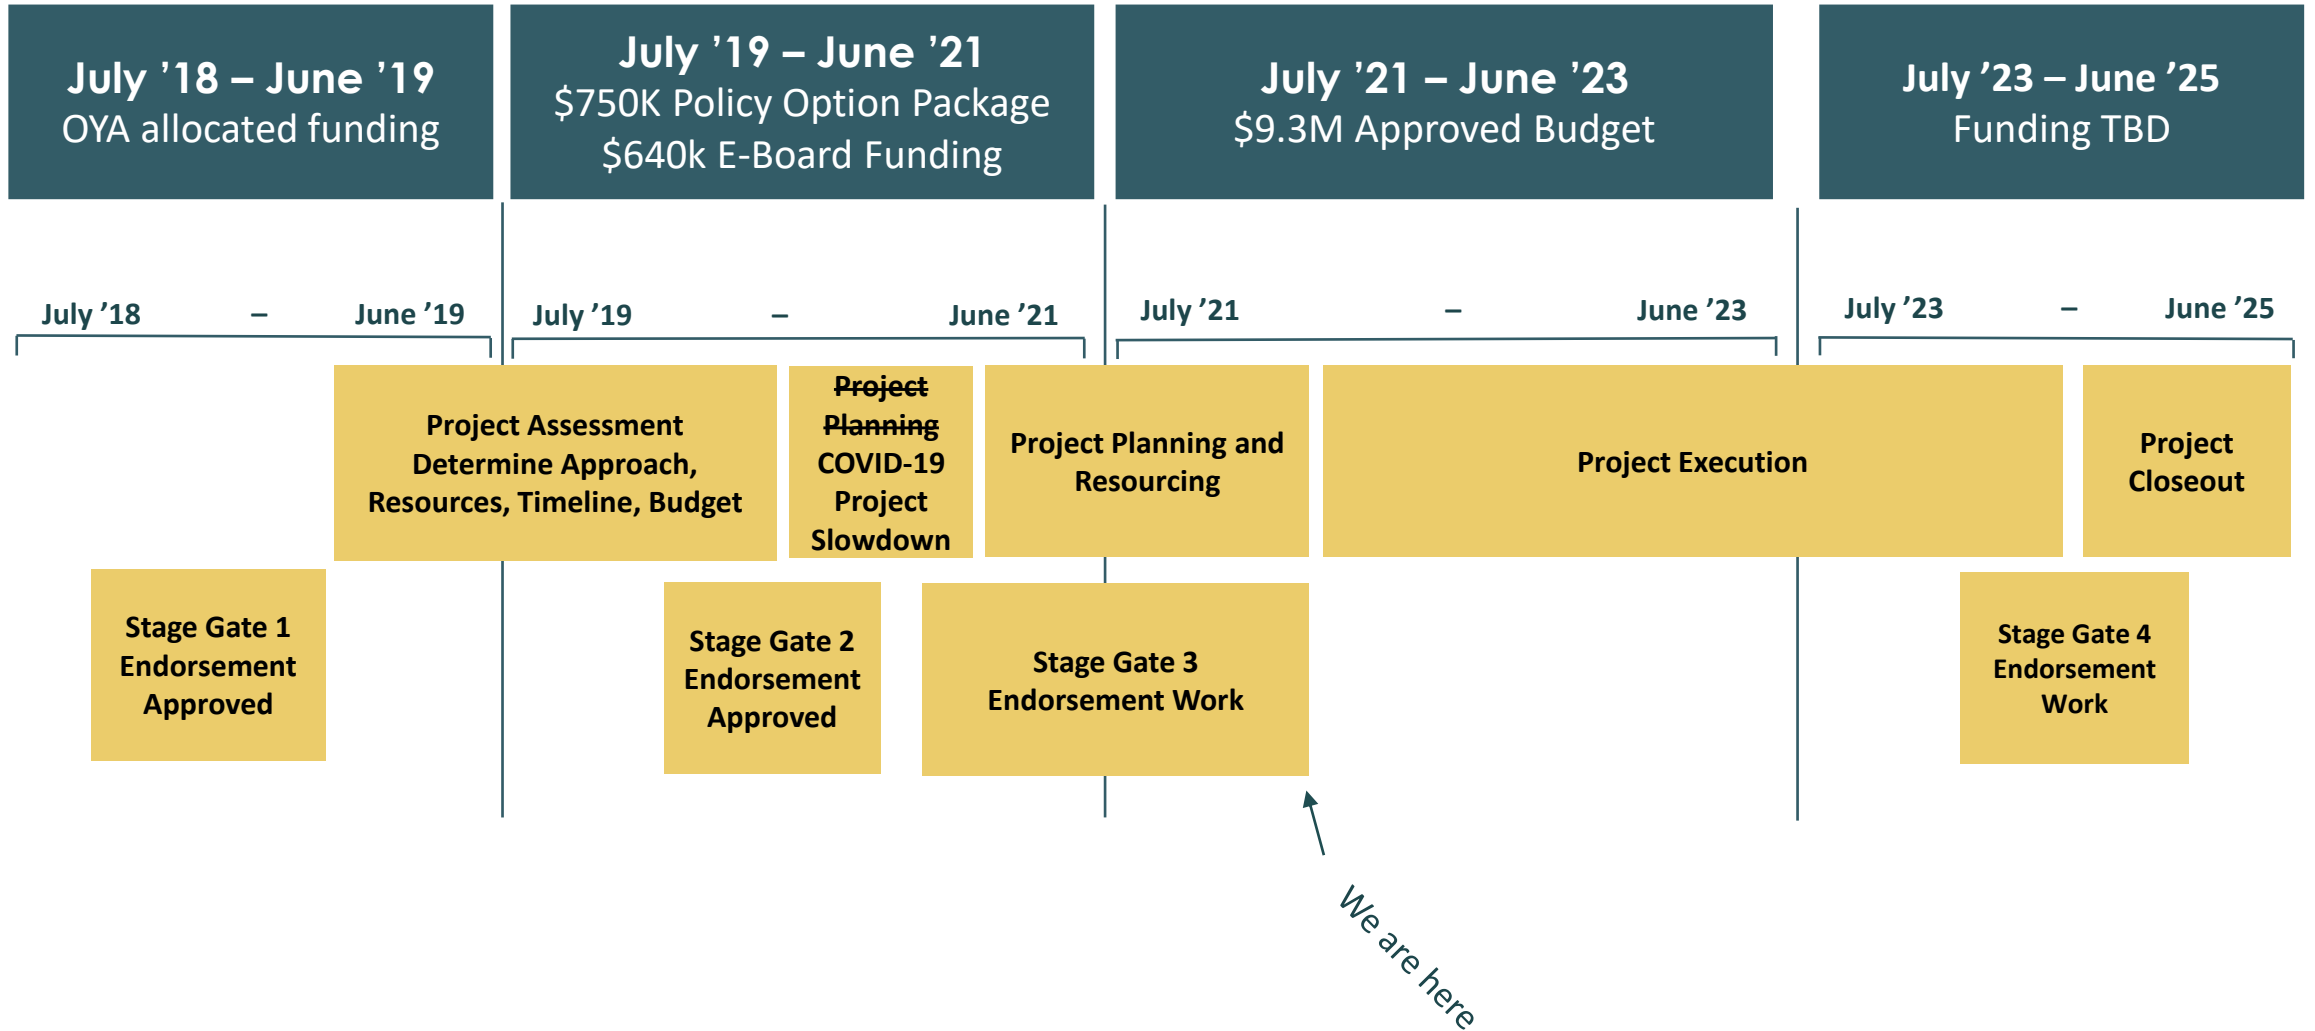 July ’18 – June ’19
OYA allocated funding
July ’19 – June ’21
$750K Policy Option Package
$640k E-Board Funding
July ’21 – June ’23
$9.3M Approved Budget
July ’23 – June ’25
Funding TBD
July ’18 – June ’19
July ’19 – June ’21
July ’21 – June ’23
July ’23 – June ’25
Project Assessment
Determine Approach,
Resources, Timeline, Budget
Project
Planning
COVID-19
Project
Slowdown
Project Planning and
Resourcing
Project Execution
Project
Closeout
Stage Gate 1
Endorsement
Approved
Stage Gate 2
Endorsement
Approved
Stage Gate 3
Endorsement Work
Stage Gate 4
Endorsement
Work
We are here